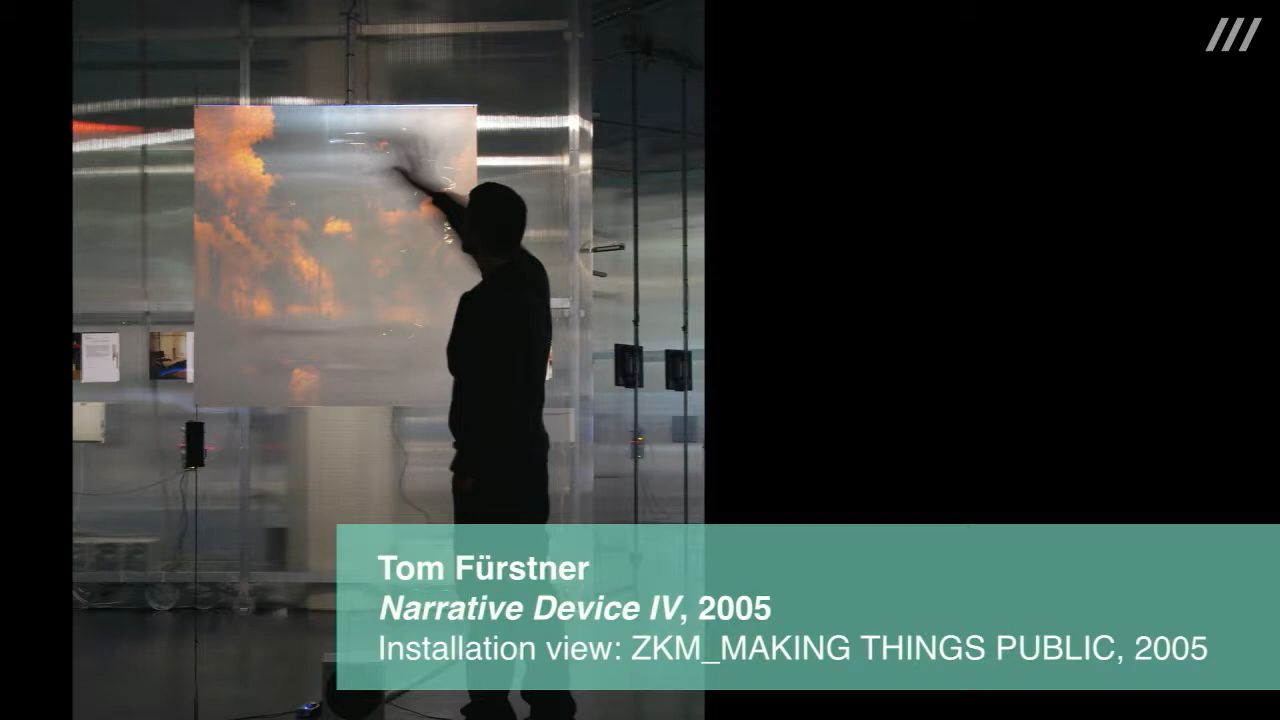 Tom Fürstner
Narrative Device IV, 2005
Installation view: ZKM_MAKING THINGS PUBLIC, 2005